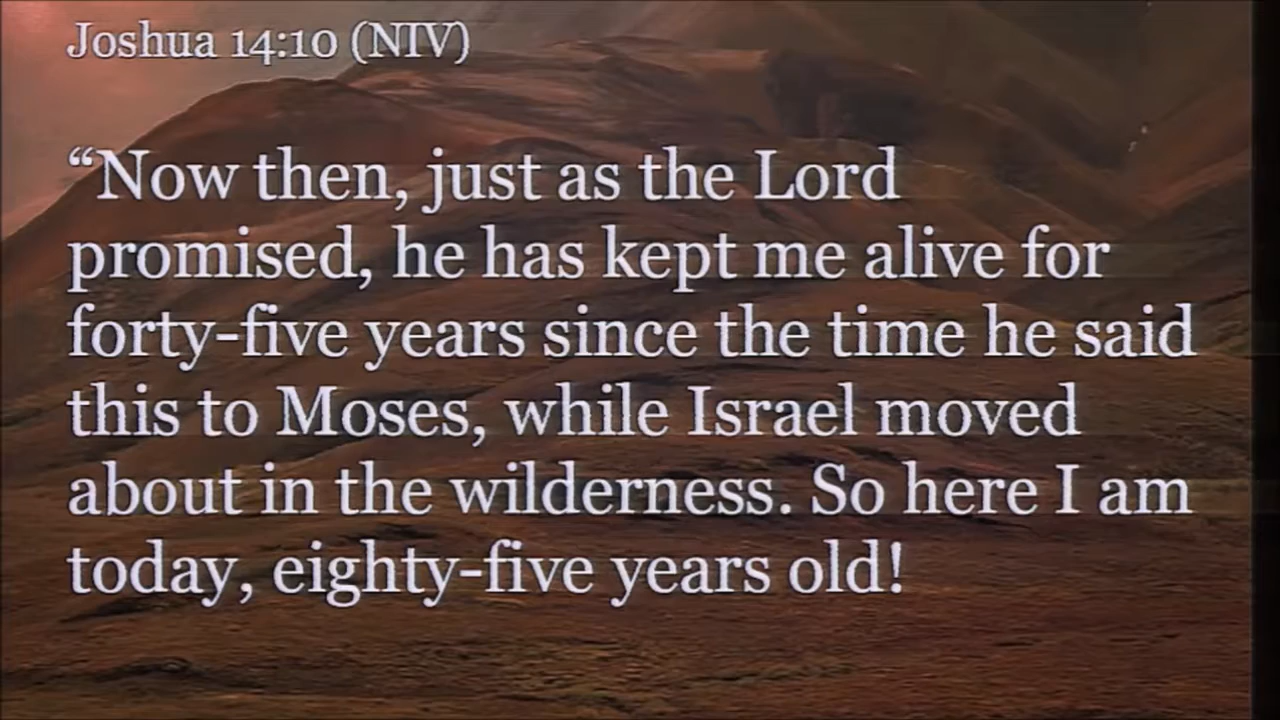 Joshua 14:10 (NIV)
“Now then, just as the Lord
promised, he has kept me alive for
forty-five years since the time he said
this to Moses, while Israel moved
about in the wilderness. So here I am
today, eighty-five years old!